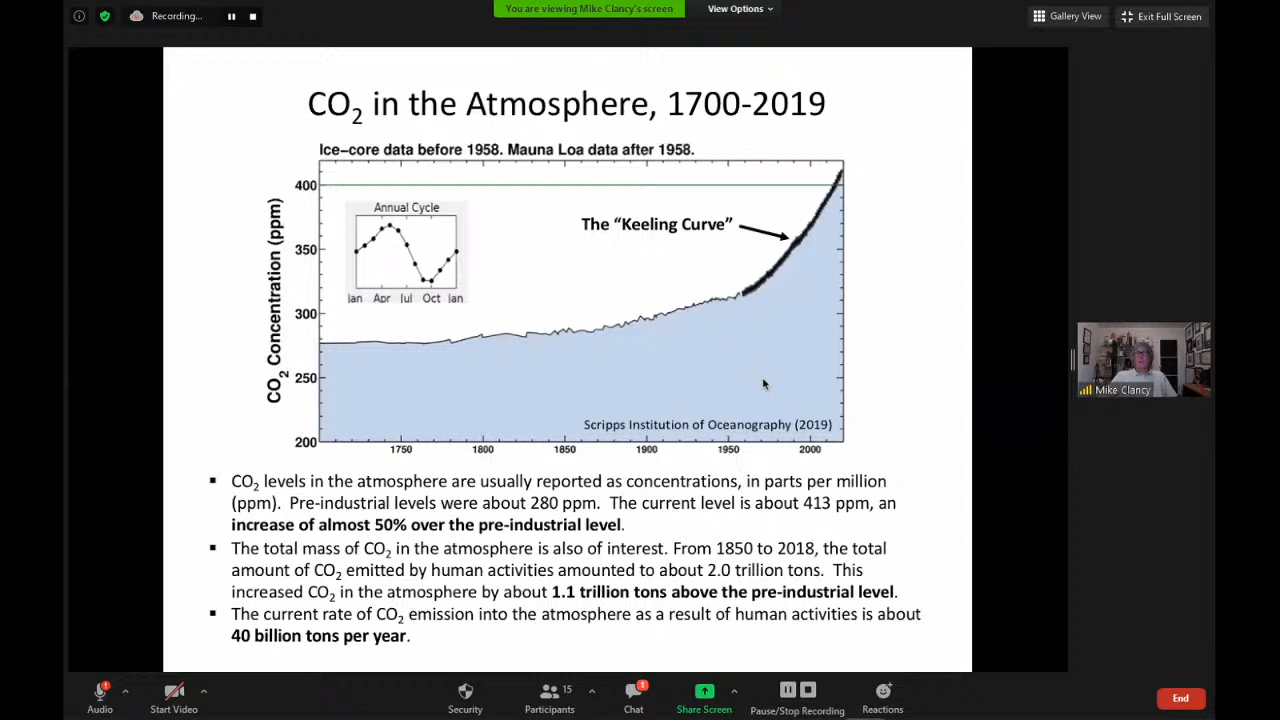 Recording...
You are viewing Mike Clancy's screen
View Options
Gallery View
Exit Full Screen
CO2 in the Atmosphere, 1700-2019
Ice-core data before 1958. Mauna Loa data after 1958.
CO2 Concentration (ppm)
400
350
300
250
200
Annual Cycle
Jan Apr Jul Oct Jan
The "Keeling Curve"
Scripps Institution of Oceanography (2019)
1750 1800 1850 1900 1950 2000
▪ CO2 levels in the atmosphere are usually reported as concentrations, in parts per million
(ppm). Pre-industrial levels were about 280 ppm. The current level is about 413 ppm, an
increase of almost 50% over the pre-industrial level.
▪ The total mass of CO2 in the atmosphere is also of interest. From 1850 to 2018, the total
amount of CO2 emitted by human activities amounted to about 2.0 trillion tons. This
increased CO2 in the atmosphere by about 1.1 trillion tons above the pre-industrial level.
▪ The current rate of CO2 emission into the atmosphere as a result of human activities is about
40 billion tons per year.
Mike Clancy
Audio
Start Video
Security
15
Participants
1
Chat
Share Screen
Pause/Stop Recording
Reactions
End